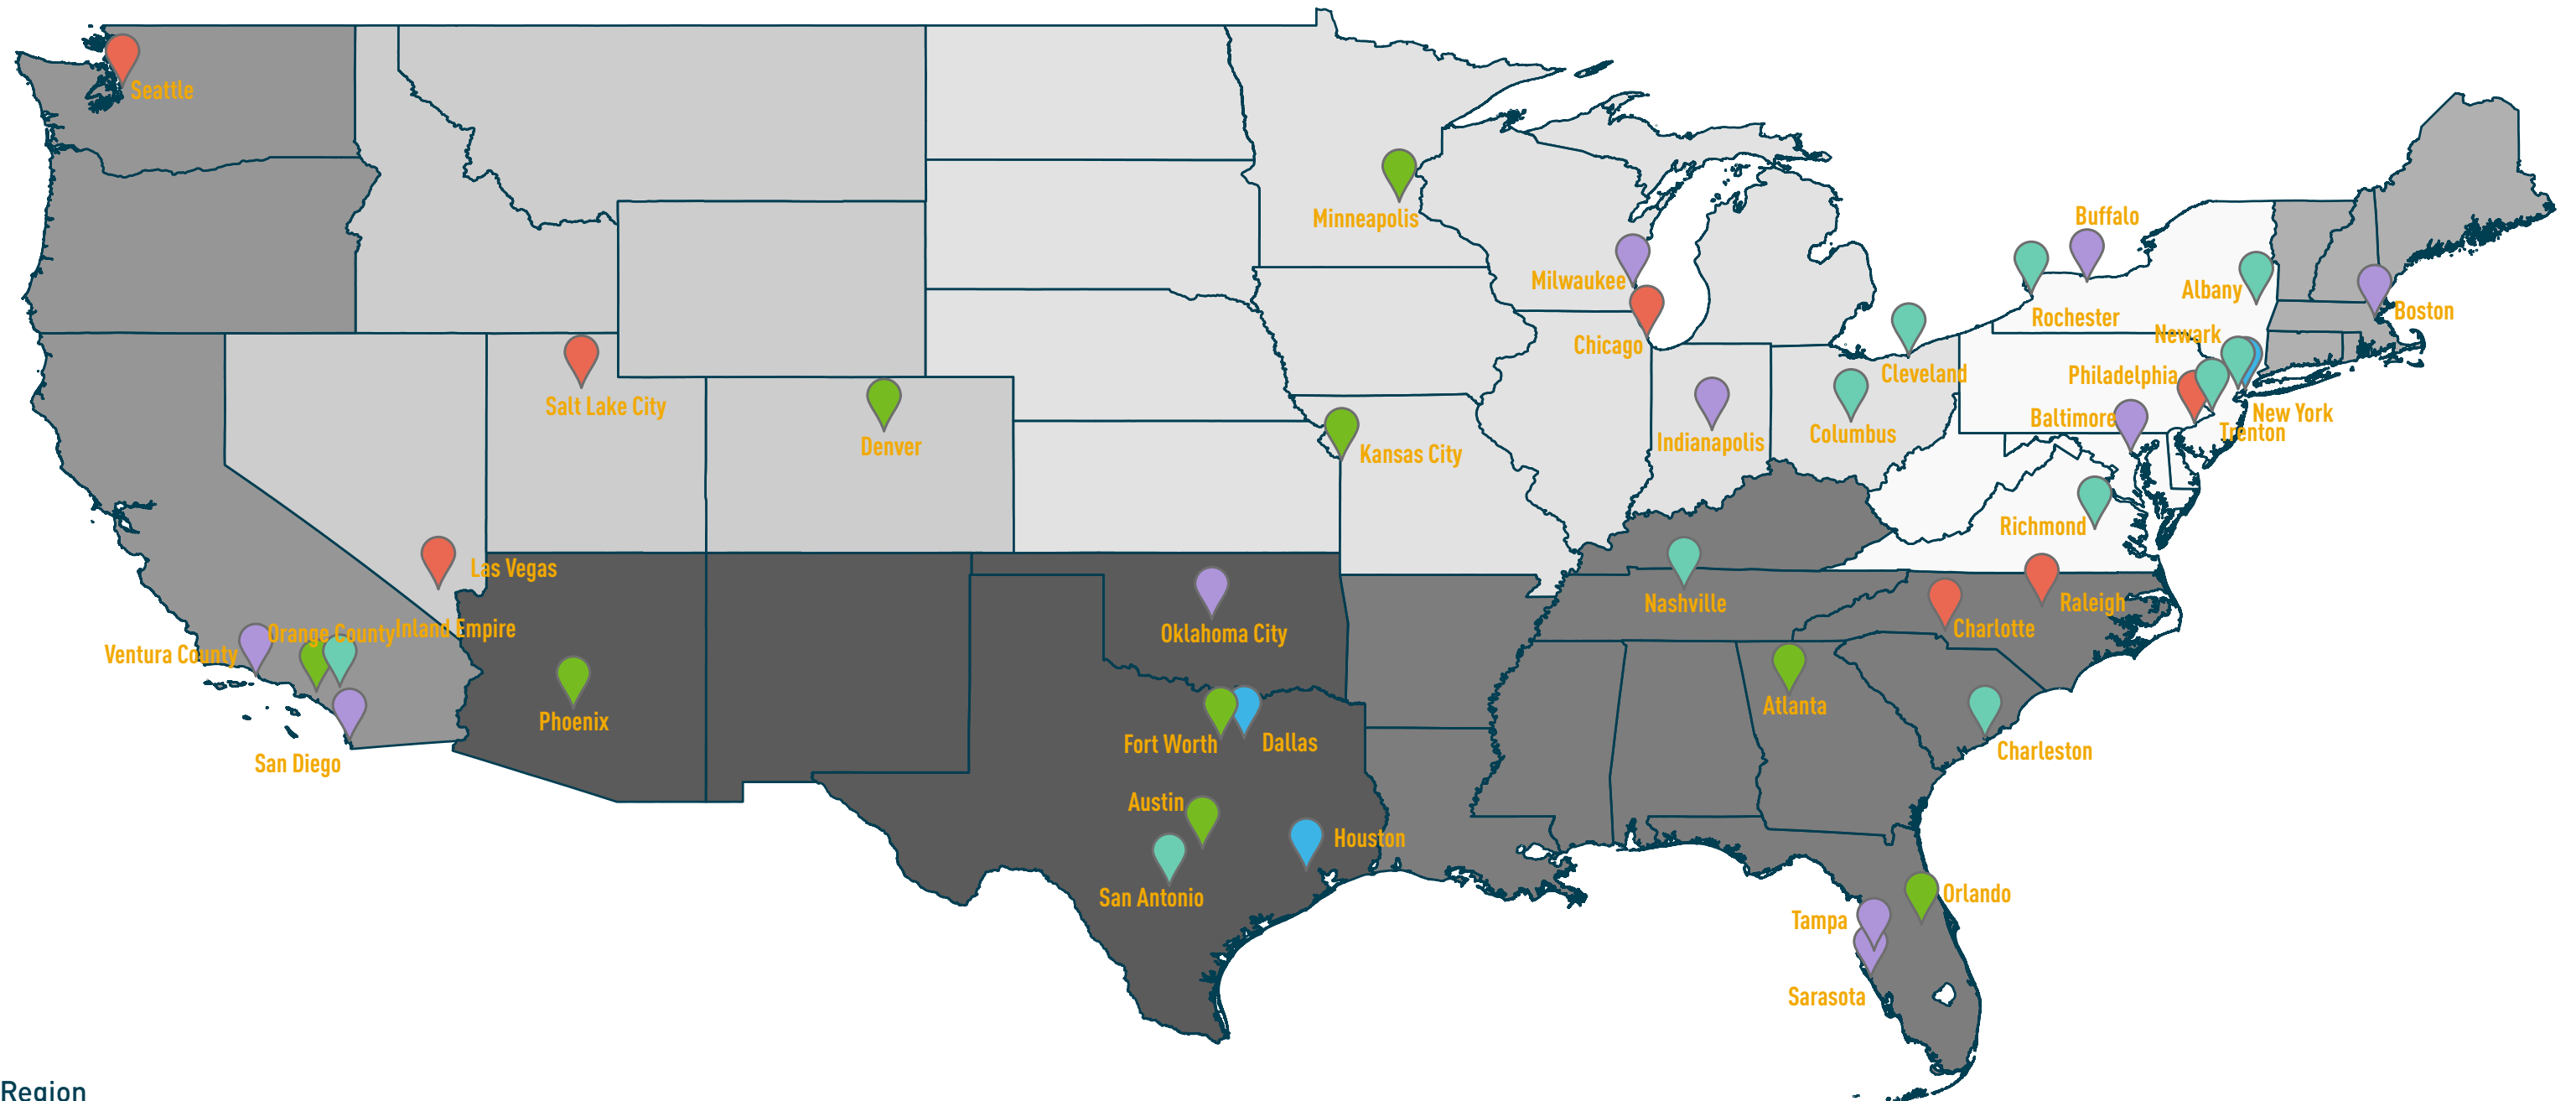 Seattle
Minneapolis
Buffalo
Milwaukee
Albany
Boston
Rochester
Newark
Chicago
Cleveland
Philadelphia
Salt Lake City
New York
Baltimore
Trenton
Denver
Columbus
Indianapolis
Kansas City
Richmond
Las Vegas
Nashville
Raleigh
Charlotte
Orange County
Inland Empire
Oklahoma City
Ventura County
Atlanta
Phoenix
Fort Worth
Dallas
Charleston
San Diego
Austin
Houston
San Antonio
Orlando
Tampa
Sarasota
Region